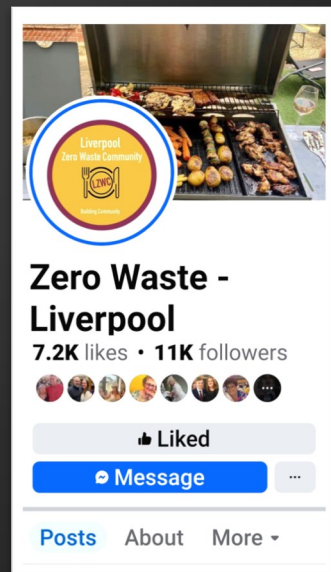 Liverpool
Zero Waste Community
LZWC
Building Community
Zero Waste -
Liverpool
7.2K likes • 11K followers
Liked
Message
Posts About More